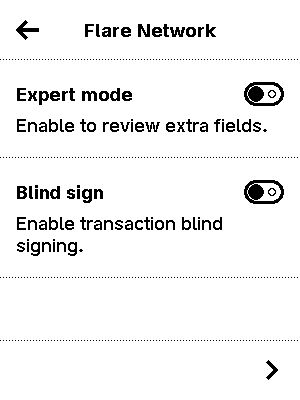 Flare Network
Expert mode
Enable to review extra fields.
Blind sign
Enable transaction blind
signing.